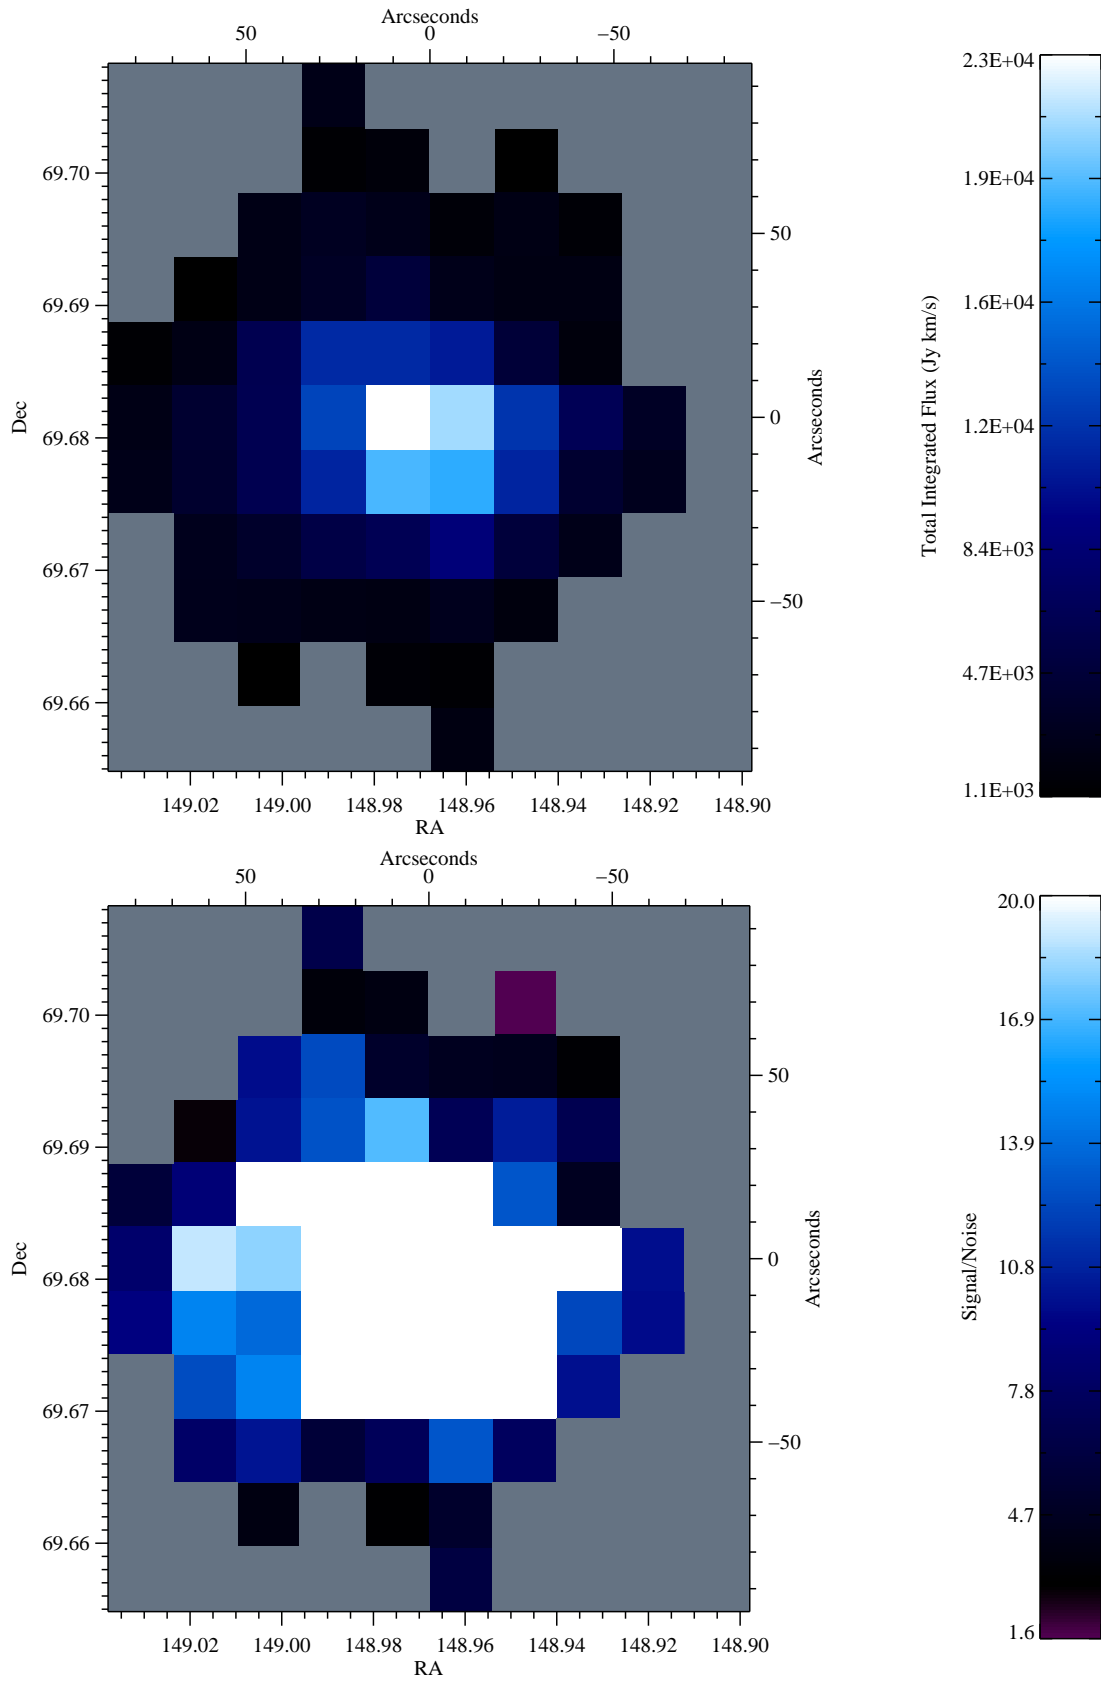 Arcseconds
50 0 −50
2.3E+04
69.70
1.9E+04
50
69.69
1.6E+04
Total Integrated Flux (Jy km/s)
Dec
Arcseconds
0
69.68
1.2E+04
8.4E+03
69.67
−50
4.7E+03
69.66
1.1E+03
149.02 149.00 148.98 148.96 148.94 148.92 148.90
RA
Arcseconds
50 0 −50
20.0
69.70
16.9
50
69.69
13.9
Signal/Noise
Dec
Arcseconds
0
69.68
10.8
7.8
69.67
−50
4.7
69.66
1.6
149.02 149.00 148.98 148.96 148.94 148.92 148.90
RA